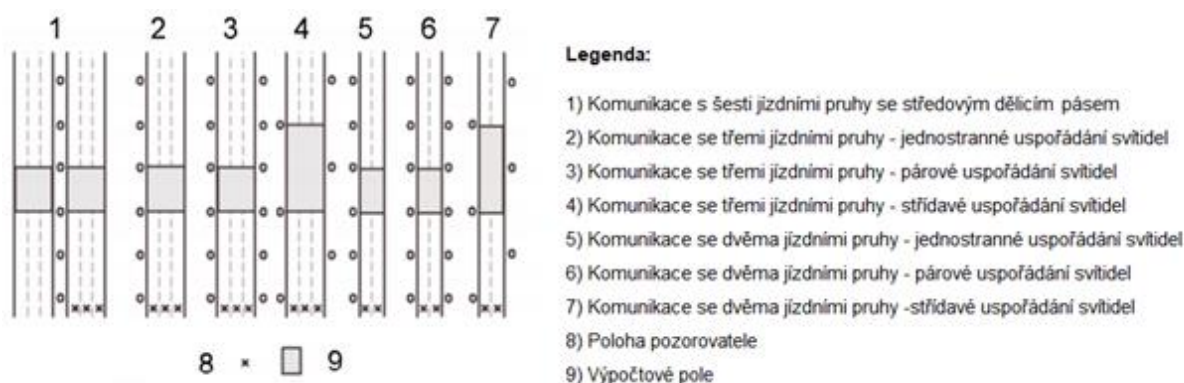 1 2 3 4 5 6 7
8 × 9
Legenda:
1) Komunikace s šesti jízdními pruhy se středovým dělicím pásem
2) Komunikace se třemi jízdními pruhy - jednostranné uspořádání svítidel
3) Komunikace se třemi jízdními pruhy - párové uspořádání svítidel
4) Komunikace se třemi jízdními pruhy - střídavé uspořádání svítidel
5) Komunikace se dvěma jízdními pruhy - jednostranné uspořádání svítidel
6) Komunikace se dvěma jízdními pruhy - párové uspořádání svítidel
7) Komunikace se dvěma jízdními pruhy -střídavé uspořádání svítidel
8) Poloha pozorovatele
9) Výpočtové pole